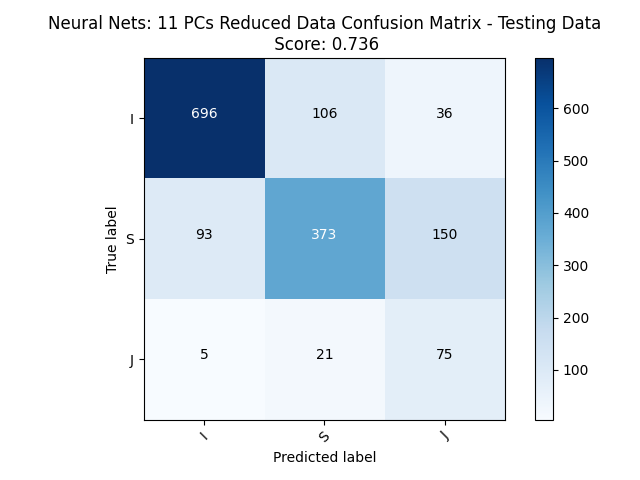 Neural Nets: 11 PCs Reduced Data Confusion Matrix - Testing Data
Score: 0.736
I 696 106 36
S 93 373 150
J 5 21 75
I S J
True label
Predicted label
600
500
400
300
200
100